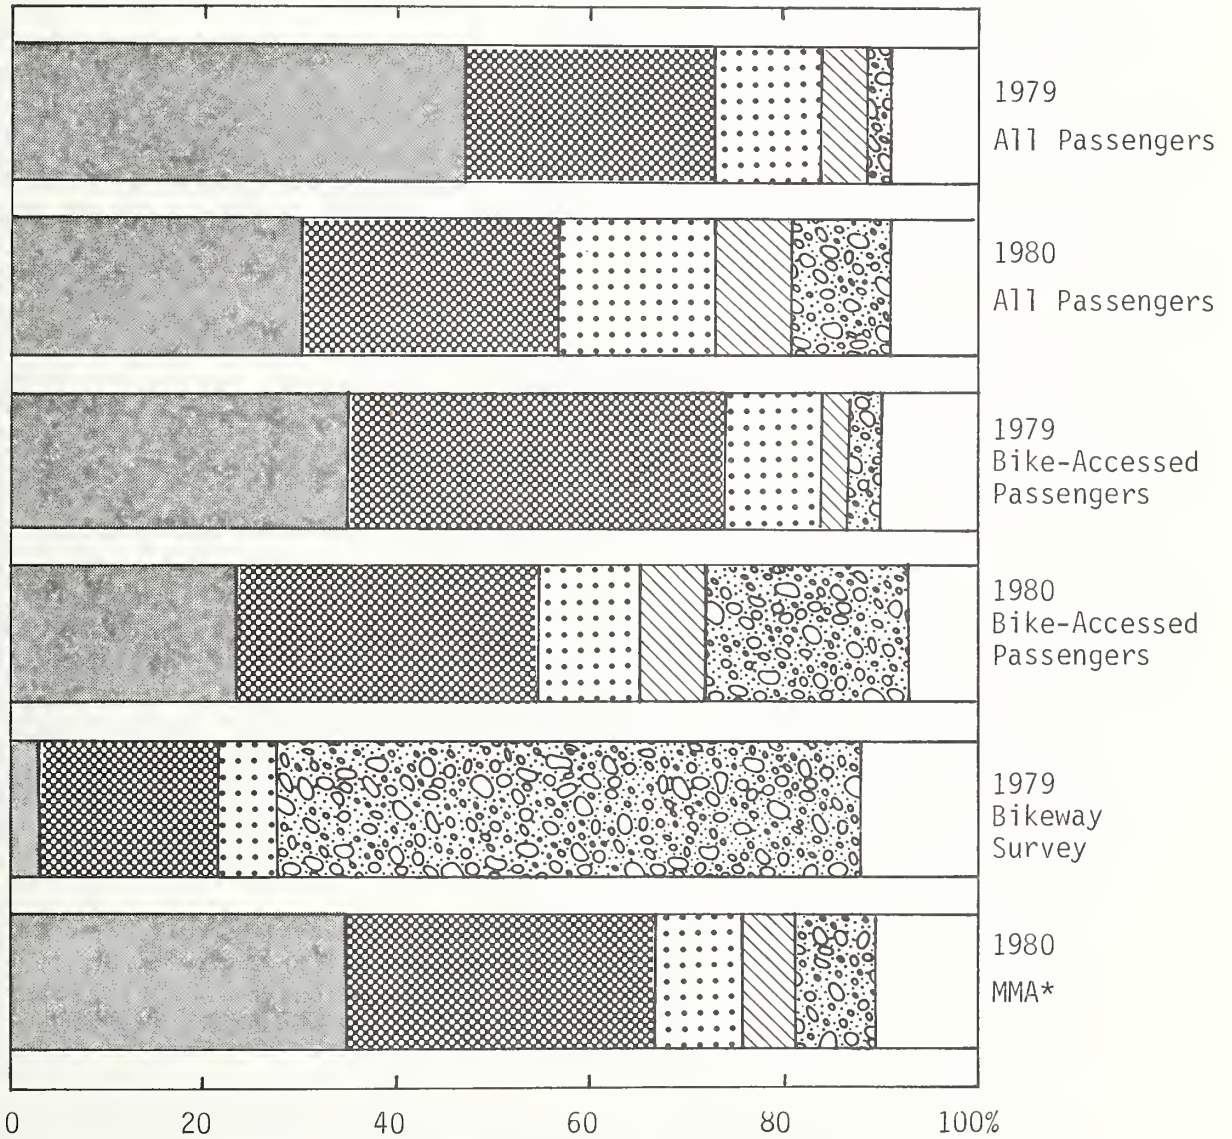 1979
All Passengers
1980
All Passengers
1979
Bike-Accessed
Passengers
1980
Bike-Accessed
Passengers
1979
Bikeway
Survey
1980
MMA*
0 20 40 60 80 100%